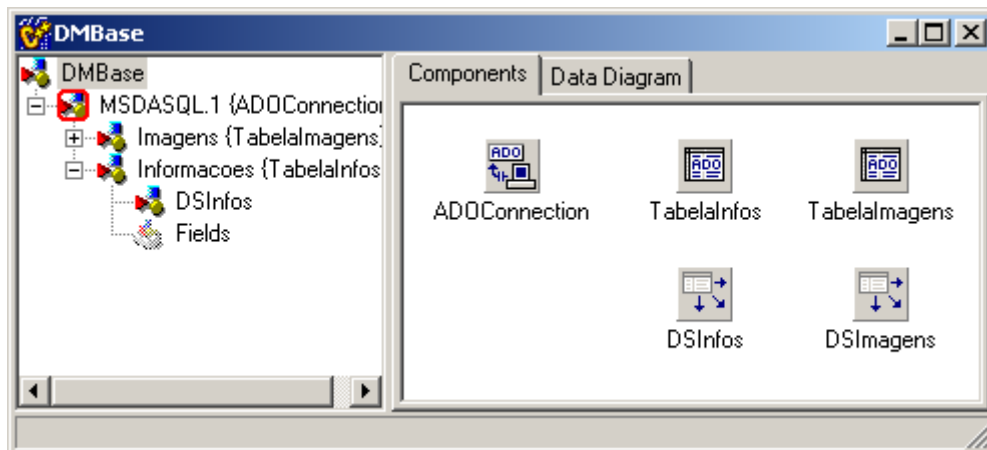 DMBase
DMBase
MSDASQL.1 {ADOConnection
Imagens {TabelaImagens}
Informacoes {TabelaInfos
DSInfos
Fields
Components
Data Diagram
ADO
ADOConnection
ADO
TabelaInfos
ADO
TabelaImagens
DSInfos
DSImagens